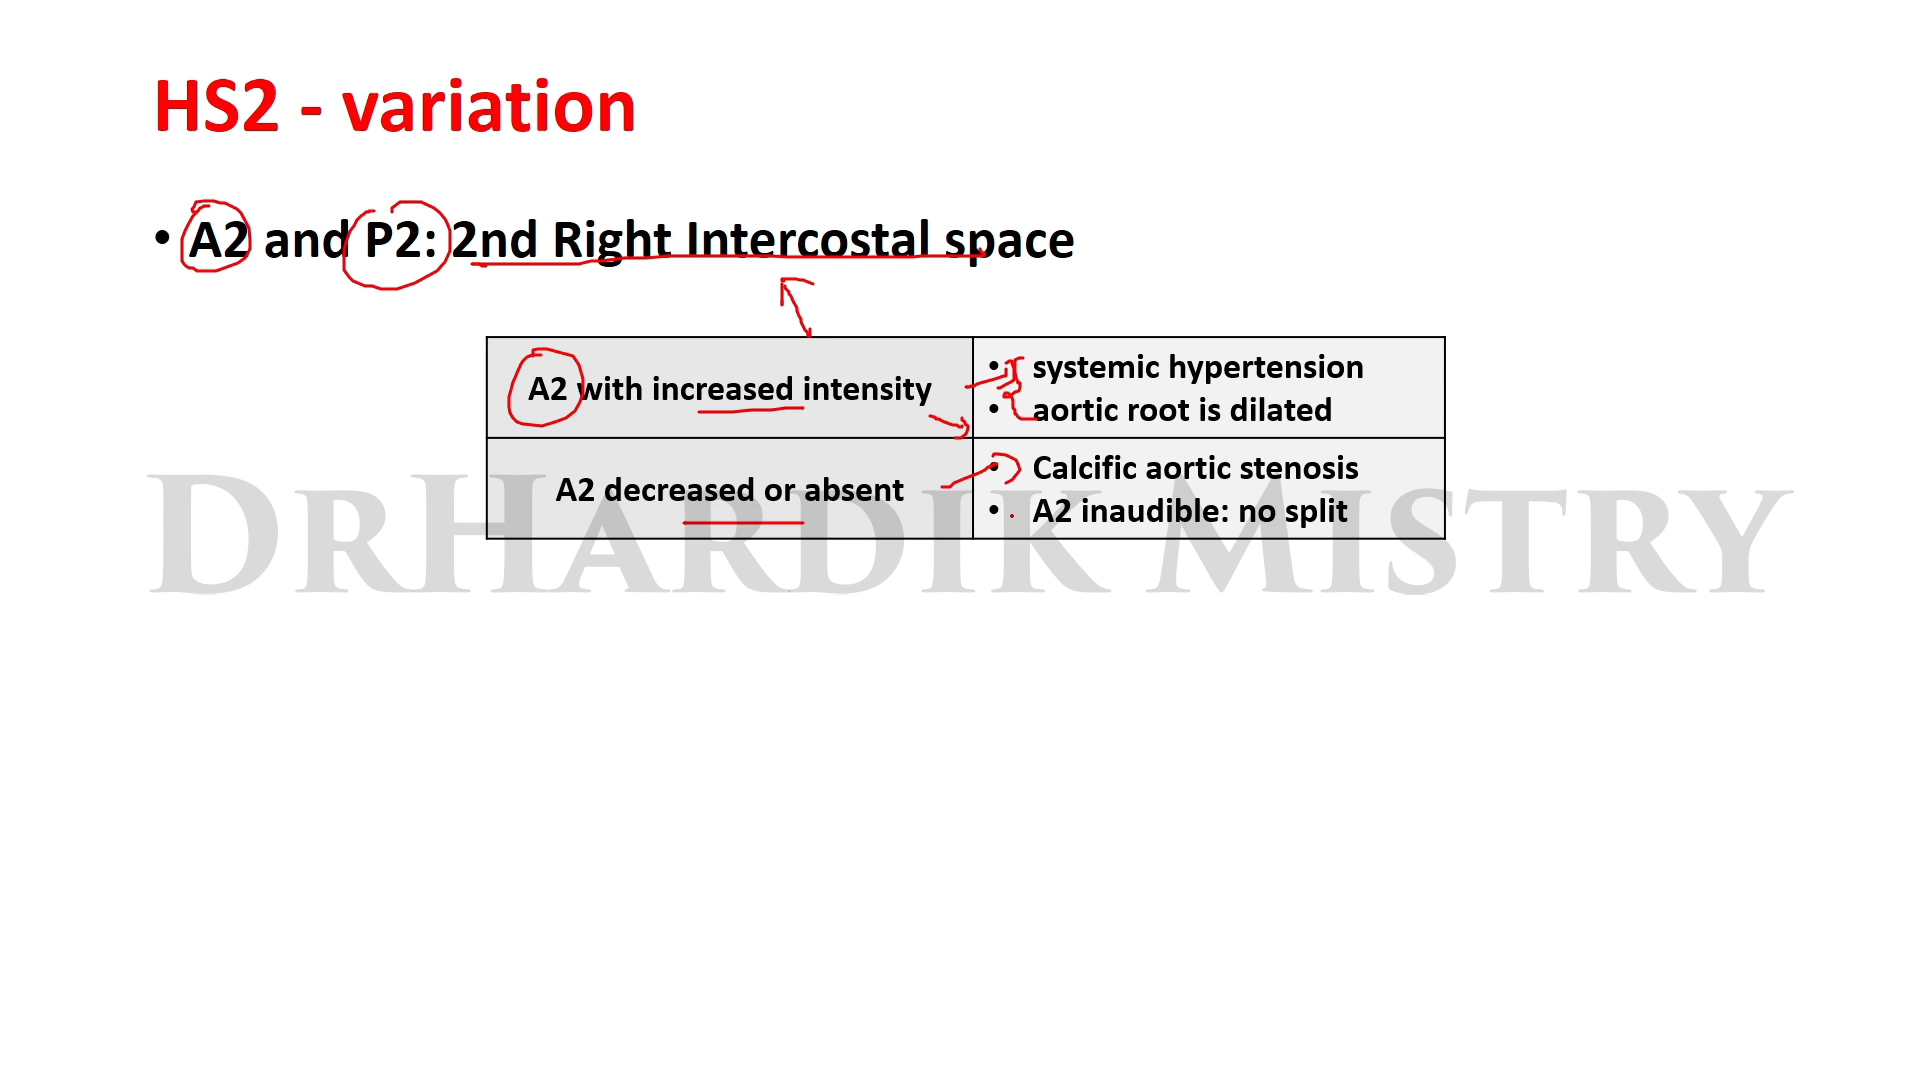 HS2 - variation
• A2 and P2: 2nd Right Intercostal space
A2 with increased intensity
• systemic hypertension
• aortic root is dilated
A2 decreased or absent
• Calcific aortic stenosis
• A2 inaudible: no split
DrHardik Mistry